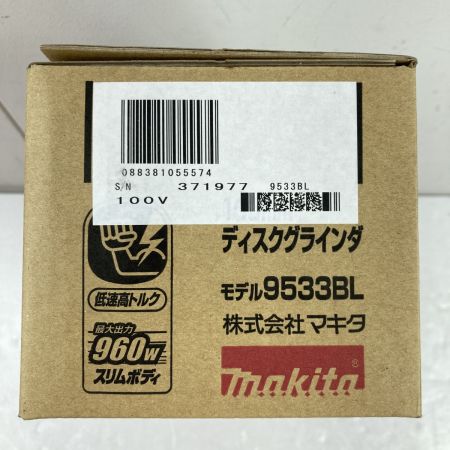 088381055574
S/N 371977 9533BL
100V
ディスクグラインダ
低速高トルク
モデル9533BL
最大出力
960W
スリムボディ
株式会社マキタ
makita®